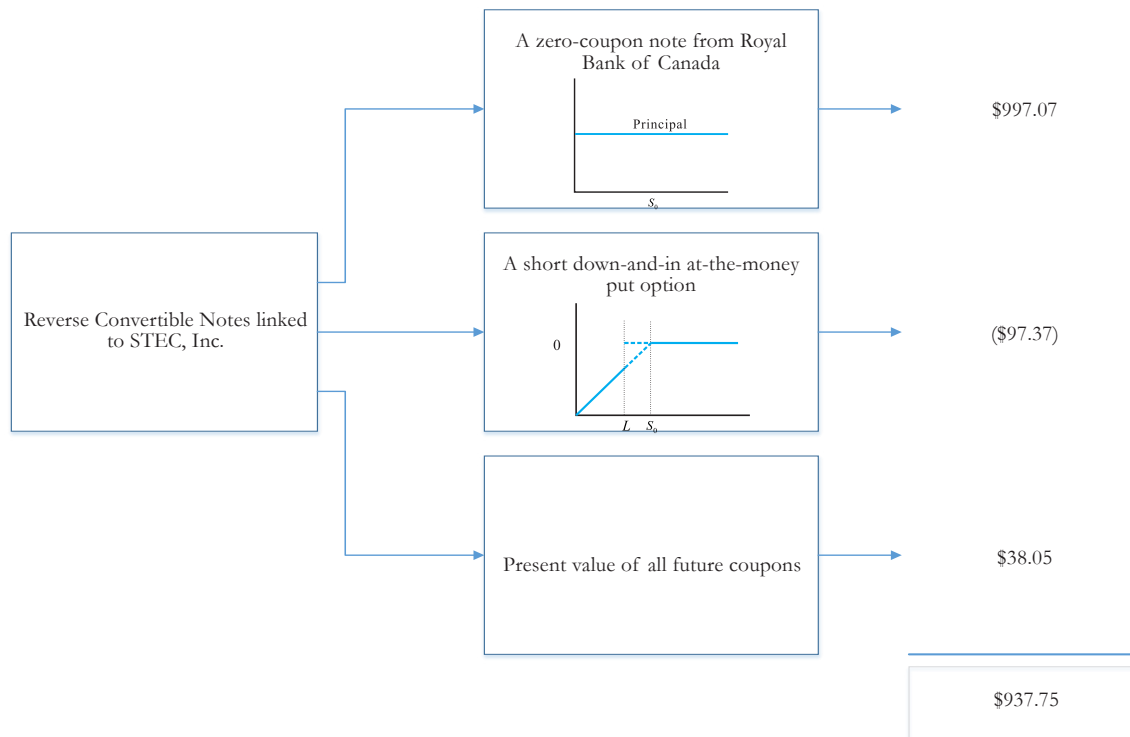 A zero-coupon note from Royal
Bank of Canada
Principal
S₀
$997.07
Reverse Convertible Notes linked
to STEC, Inc.
A short down-and-in at-the-money
put option
0
L S₀
($97.37)
Present value of all future coupons
$38.05
$937.75